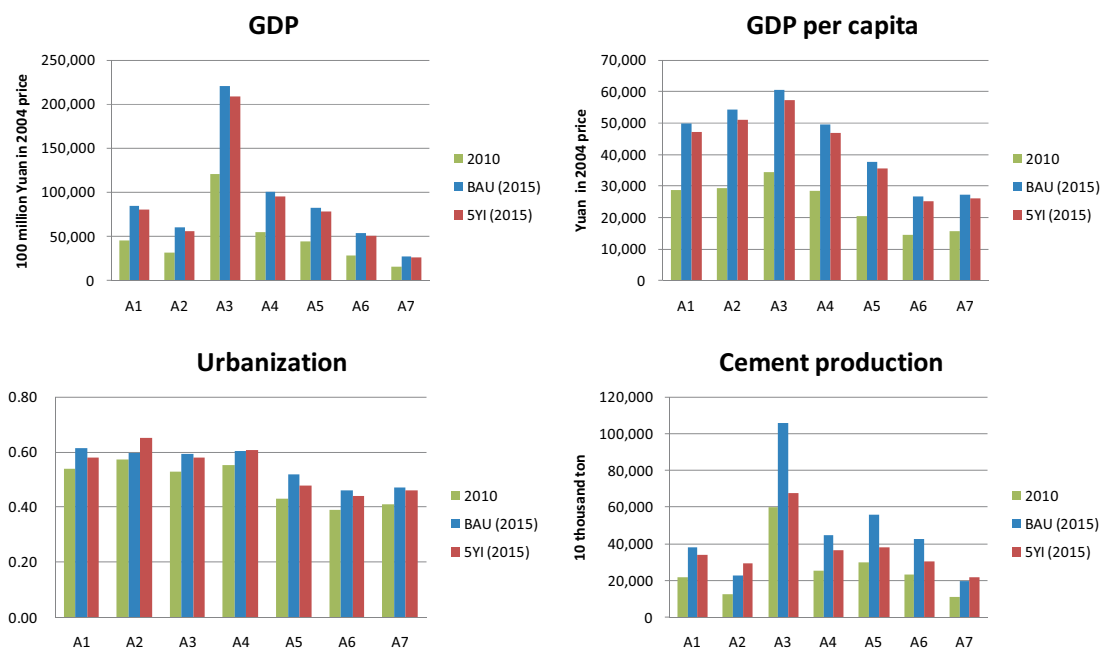 GDP
100 million Yuan in 2004 price
250,000
200,000
150,000
100,000
50,000
0
A1 A2 A3 A4 A5 A6 A7
2010
BAU (2015)
5YI (2015)
GDP per capita
Yuan in 2004 price
70,000
60,000
50,000
40,000
30,000
20,000
10,000
0
A1 A2 A3 A4 A5 A6 A7
2010
BAU (2015)
5YI (2015)
Urbanization
0.80
0.60
0.40
0.20
0.00
A1 A2 A3 A4 A5 A6 A7
2010
BAU (2015)
5YI (2015)
Cement production
10 thousand ton
120,000
100,000
80,000
60,000
40,000
20,000
0
A1 A2 A3 A4 A5 A6 A7
2010
BAU (2015)
5YI (2015)